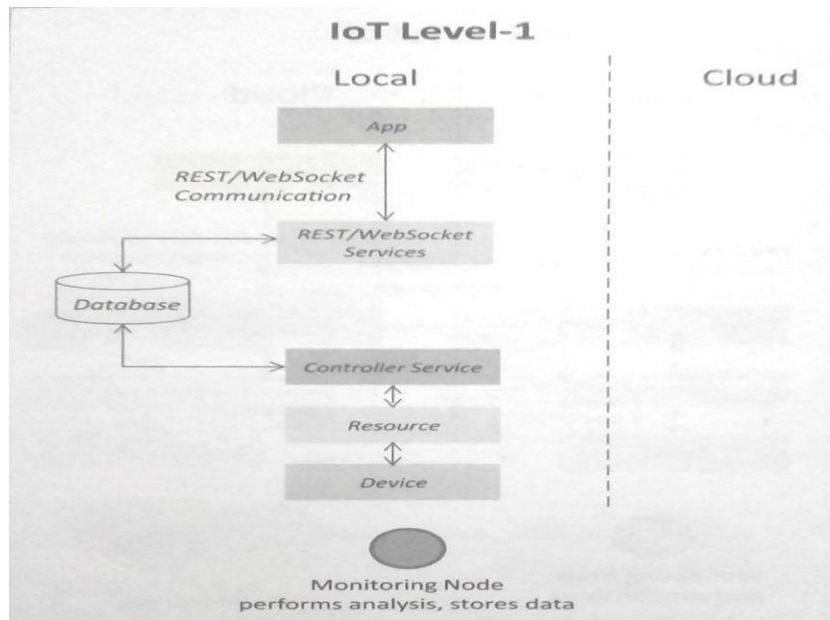 IoT Level-1
Local
Cloud
App
REST/WebSocket
Communication
REST/WebSocket
Services
Database
Controller Service
Resource
Device
Monitoring Node
performs analysis, stores data